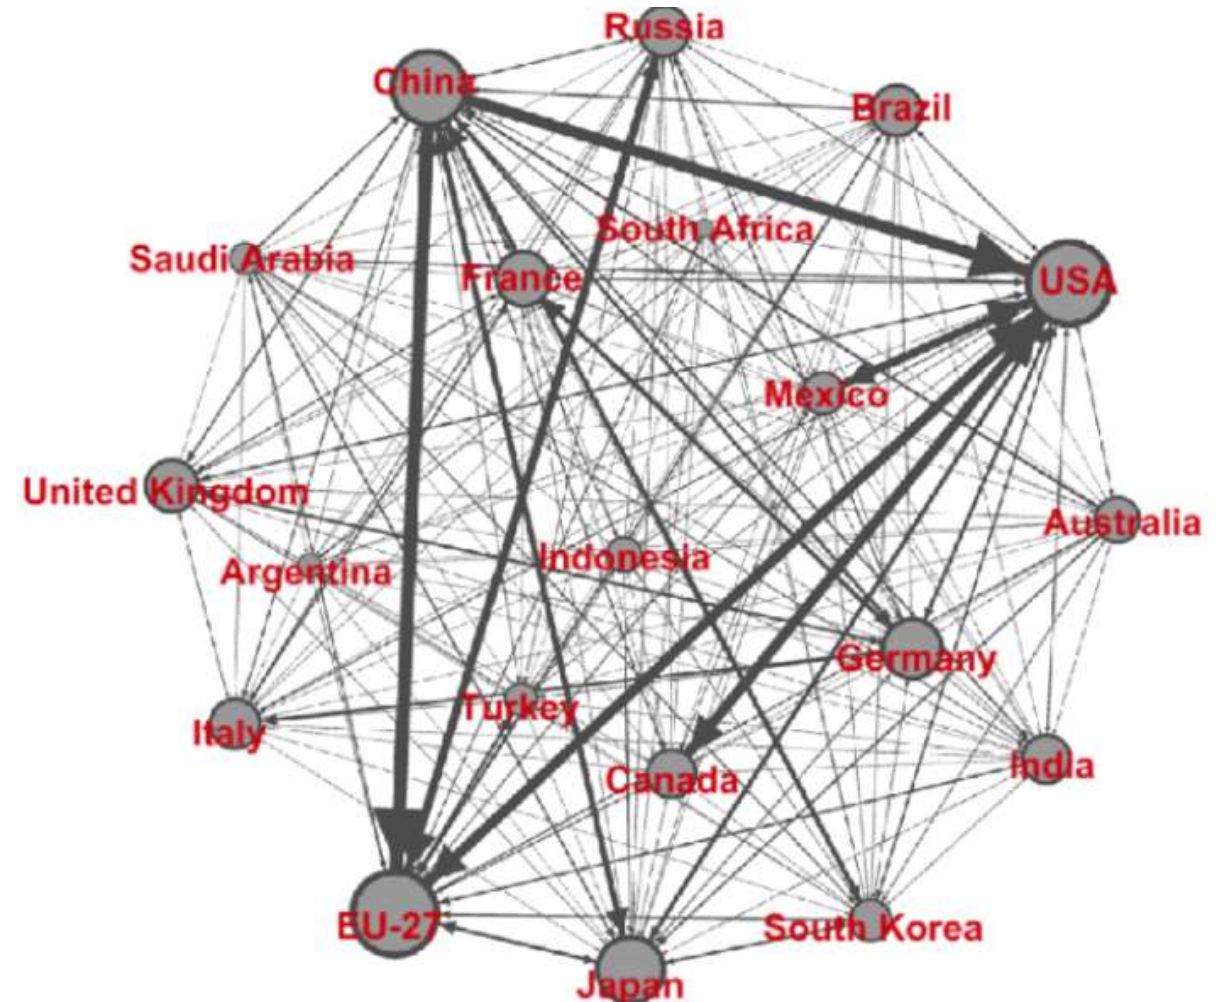 Russia
China
Brazil
South Africa
Saudi Arabia
France
USA
Mexico
United Kingdom
Australia
Indonesia
Argentina
Germany
Turkey
Italy
India
Canada
EU-27
South Korea
Japan